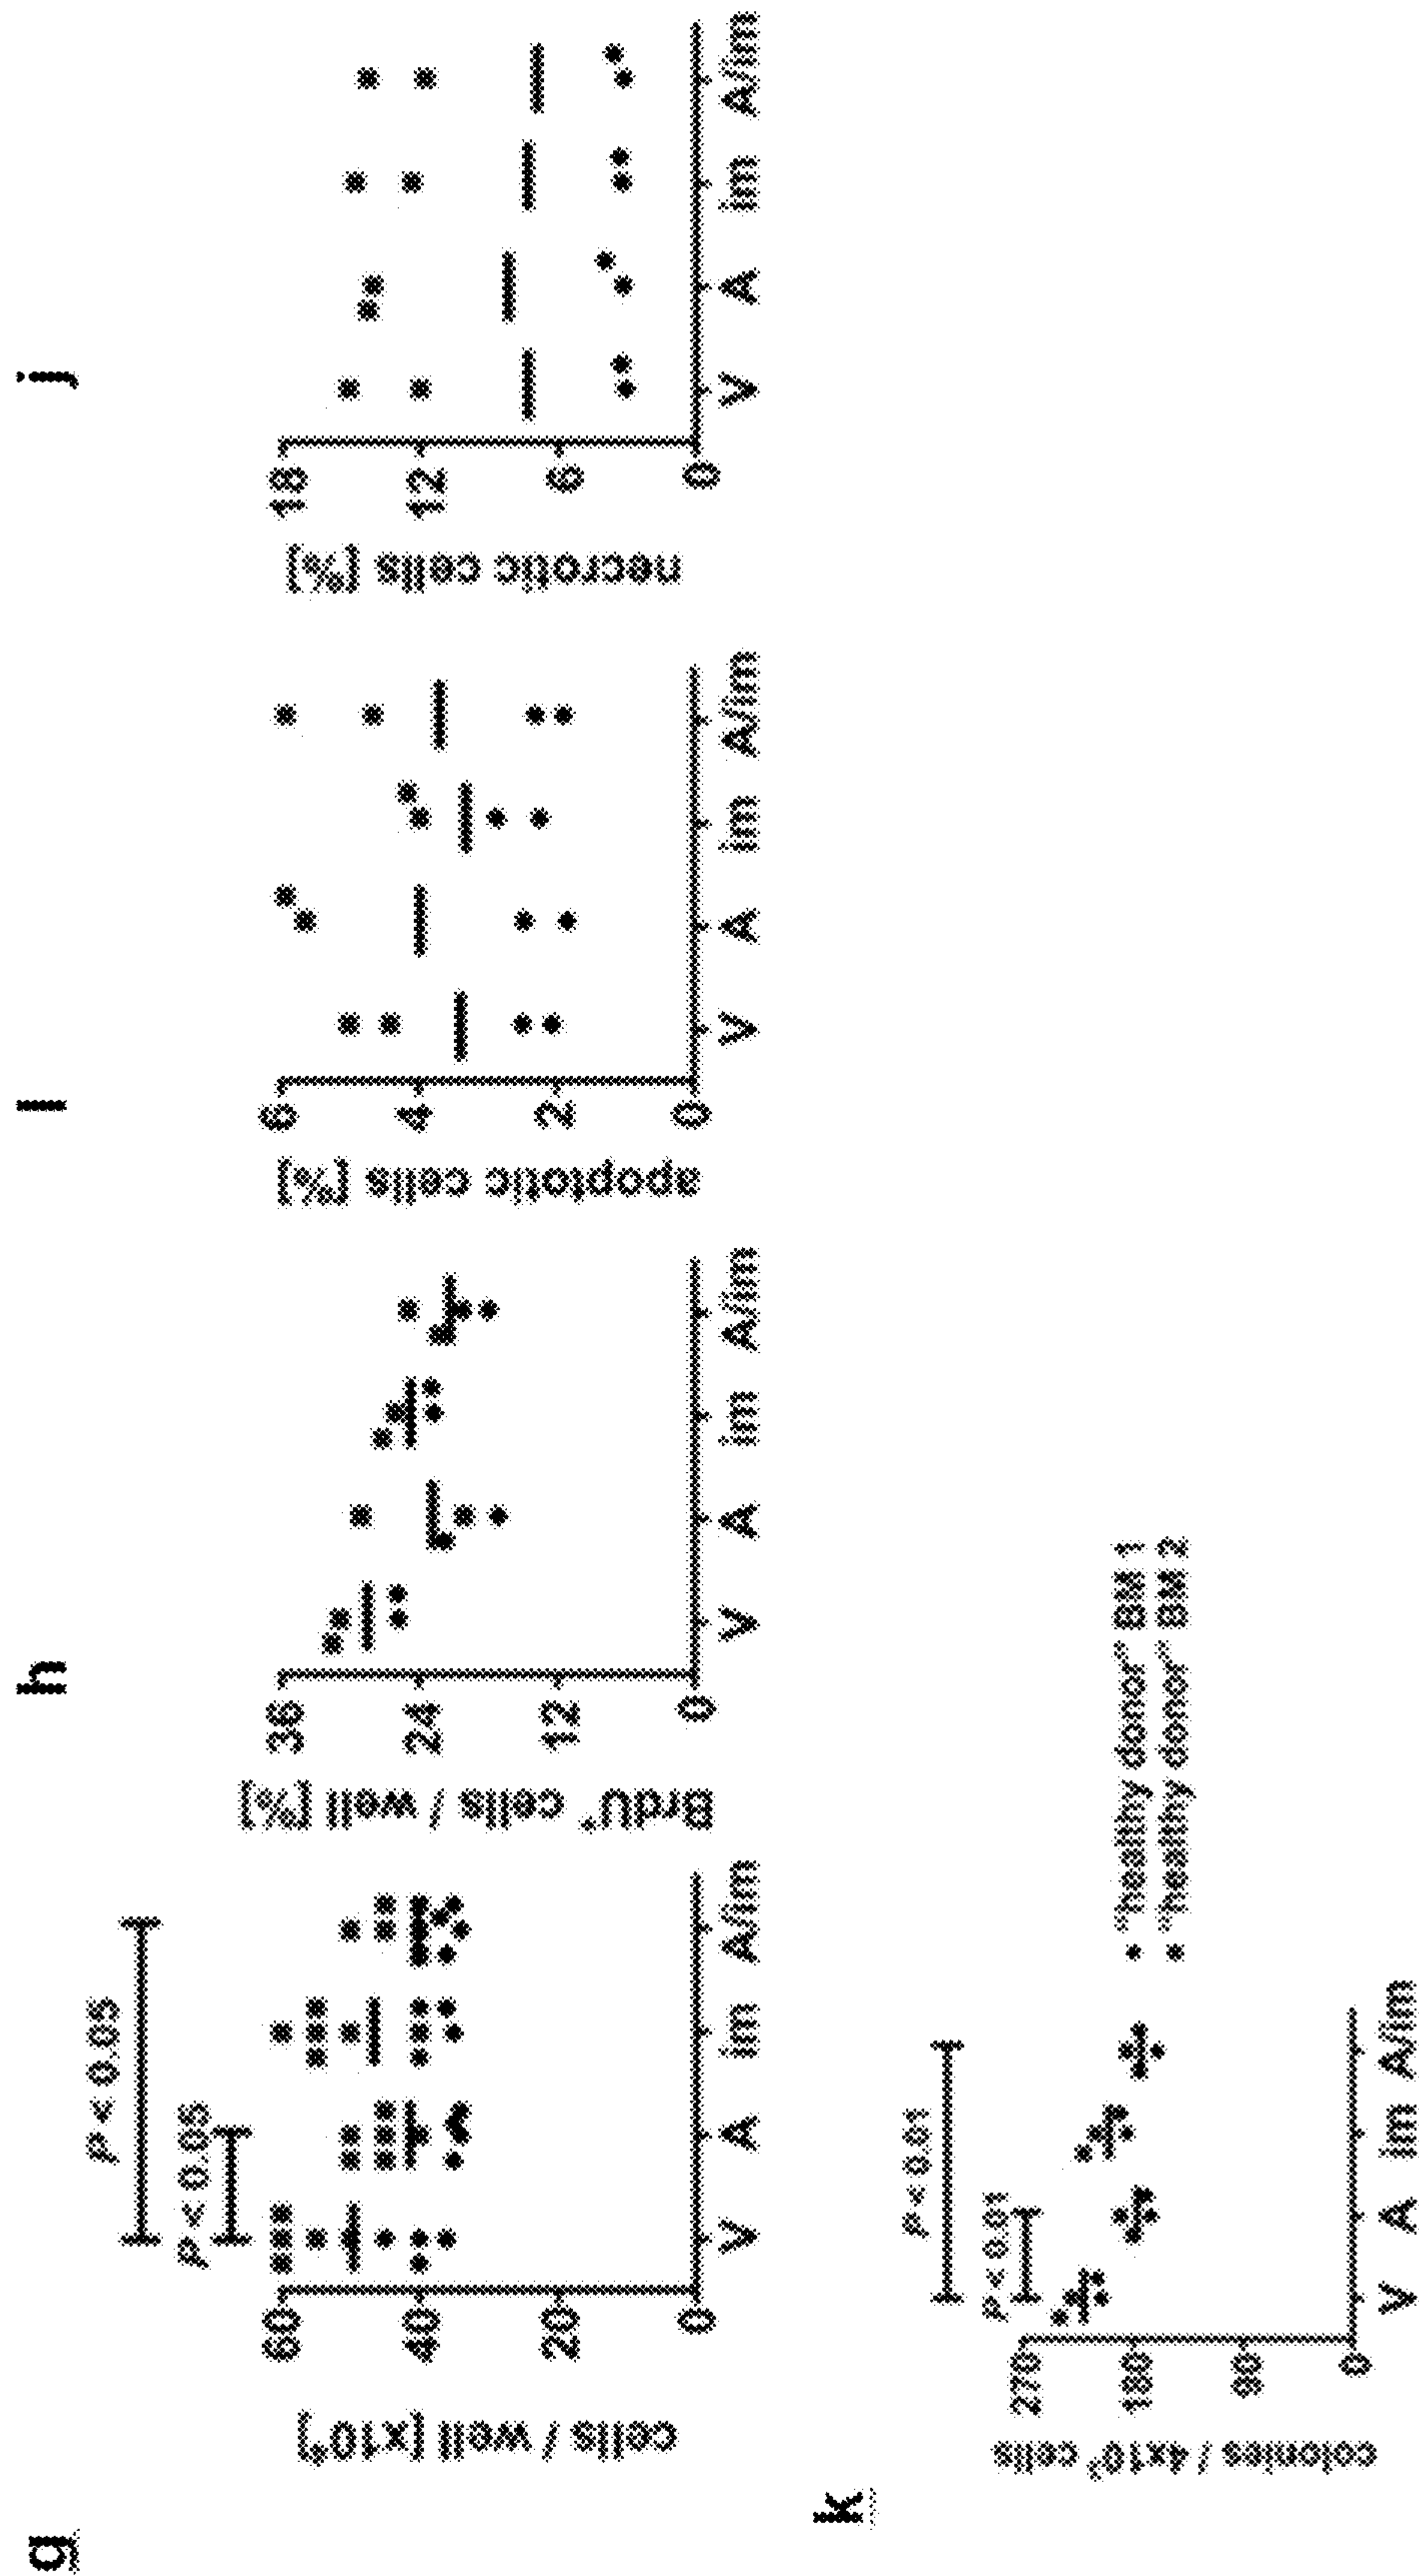 g
P < 0.05
P < 0.05
cells / well [x10⁴]
60
40
20
0
V A im A/im
h
BrdU⁺ cells / well [%]
36
24
12
0
V A im A/im
I
apoptotic cells [%]
6
4
2
0
V A im A/im
j
necrotic cells [%]
18
12
6
0
V A im A/im
k
P < 0.01
P < 0.01
colonies / 4x10³ cells
270
180
90
0
V A im A/im
"healthy donor" BM 1
"healthy donor" BM 2